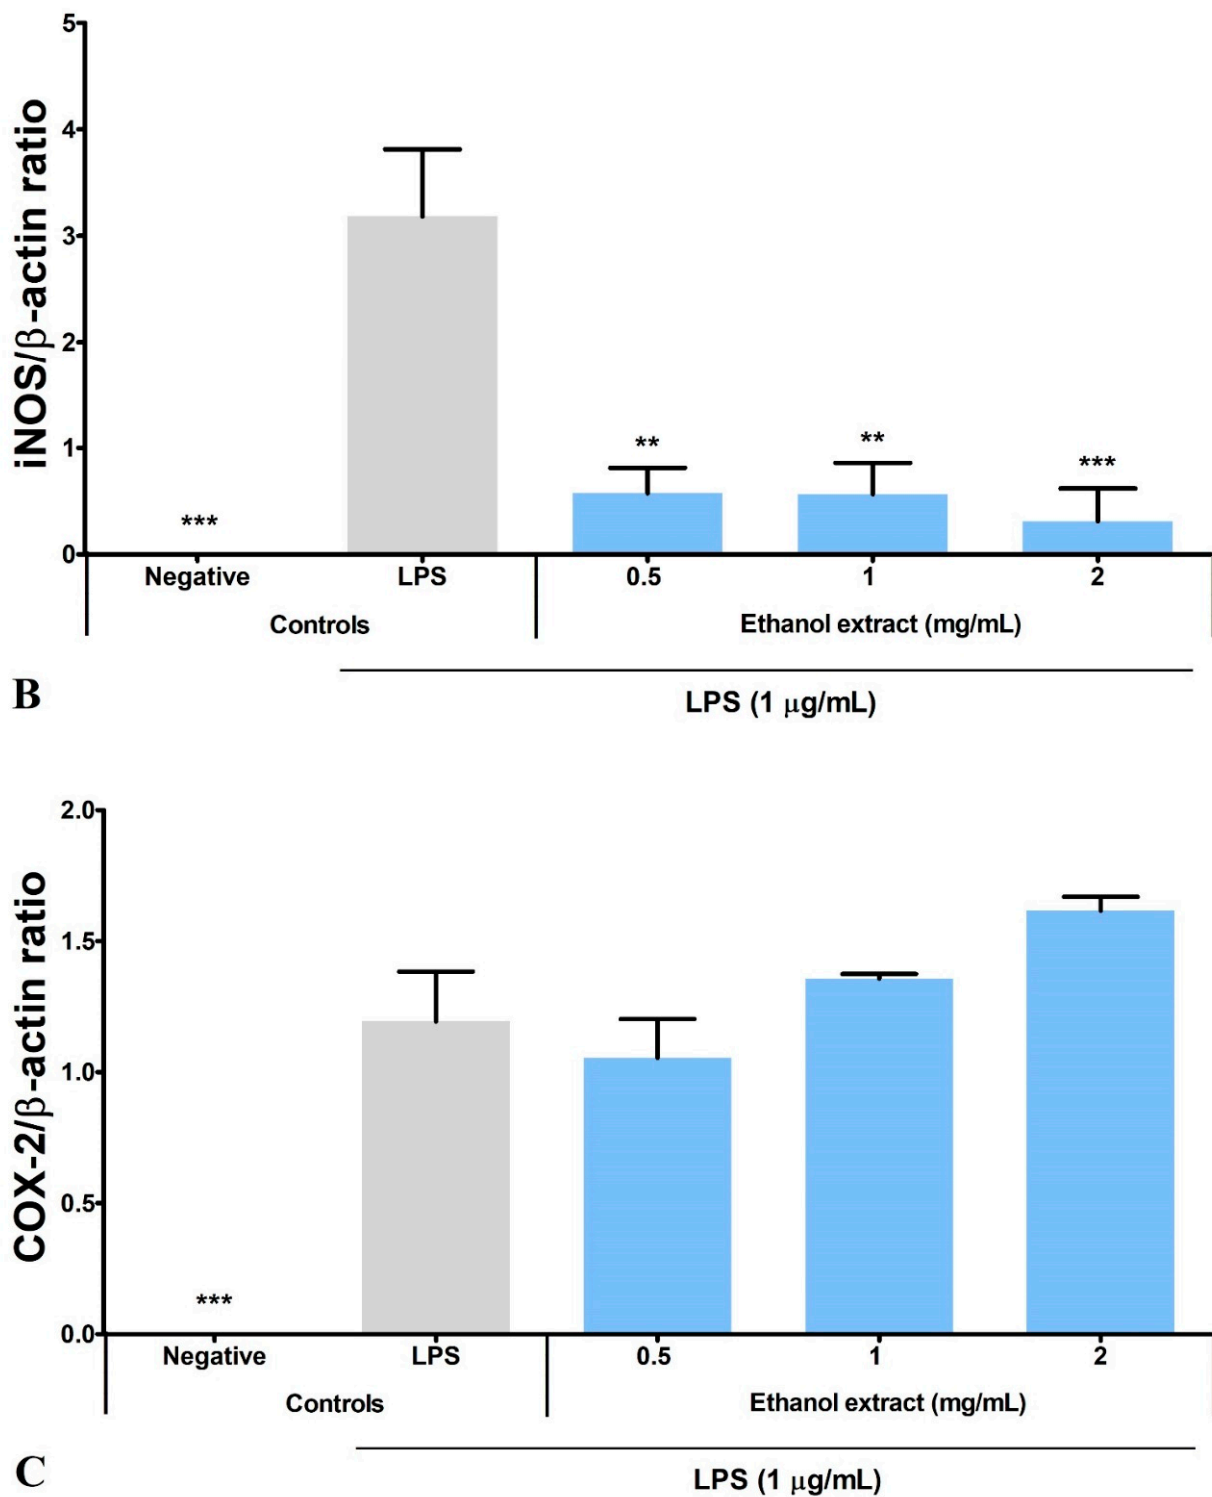 iNOS/β-actin ratio
5
4
3
2
1
0
***
**
**
***
Negative LPS 0.5 1 2
Controls Ethanol extract (mg/mL)
LPS (1 μg/mL)
B
COX-2/β-actin ratio
2.0
1.5
1.0
0.5
0.0
***
Negative LPS 0.5 1 2
Controls Ethanol extract (mg/mL)
LPS (1 μg/mL)
C